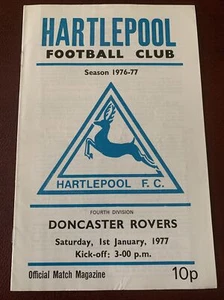 HARTLEPOOL
FOOTBALL CLUB
Season 1976-77
HARTLEPOOL F. C.
FOURTH DIVISION
DONCASTER ROVERS
Saturday, 1st January, 1977
Kick-off: 3-00 p.m.
Official Match Magazine 10p